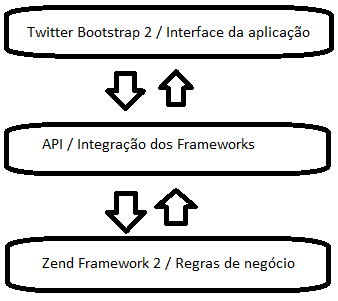 Twitter Bootstrap 2 / Interface da aplicação
API / Integração dos Frameworks
Zend Framework 2 / Regras de negócio